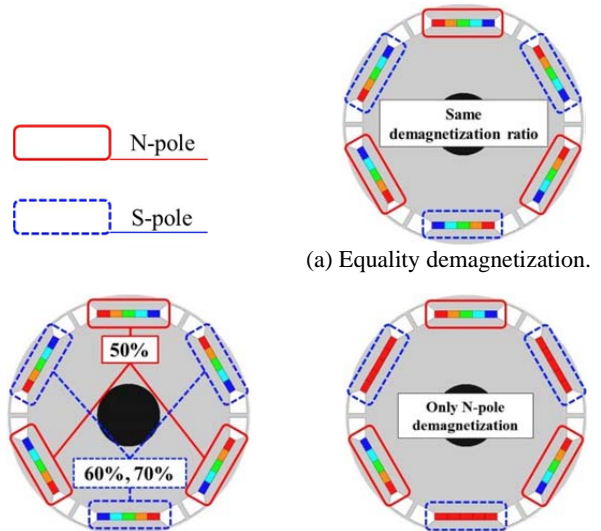 N-pole
S-pole
Same
demagnetization ratio
(a) Equality demagnetization.
50%
60%, 70%
Only N-pole
demagnetization